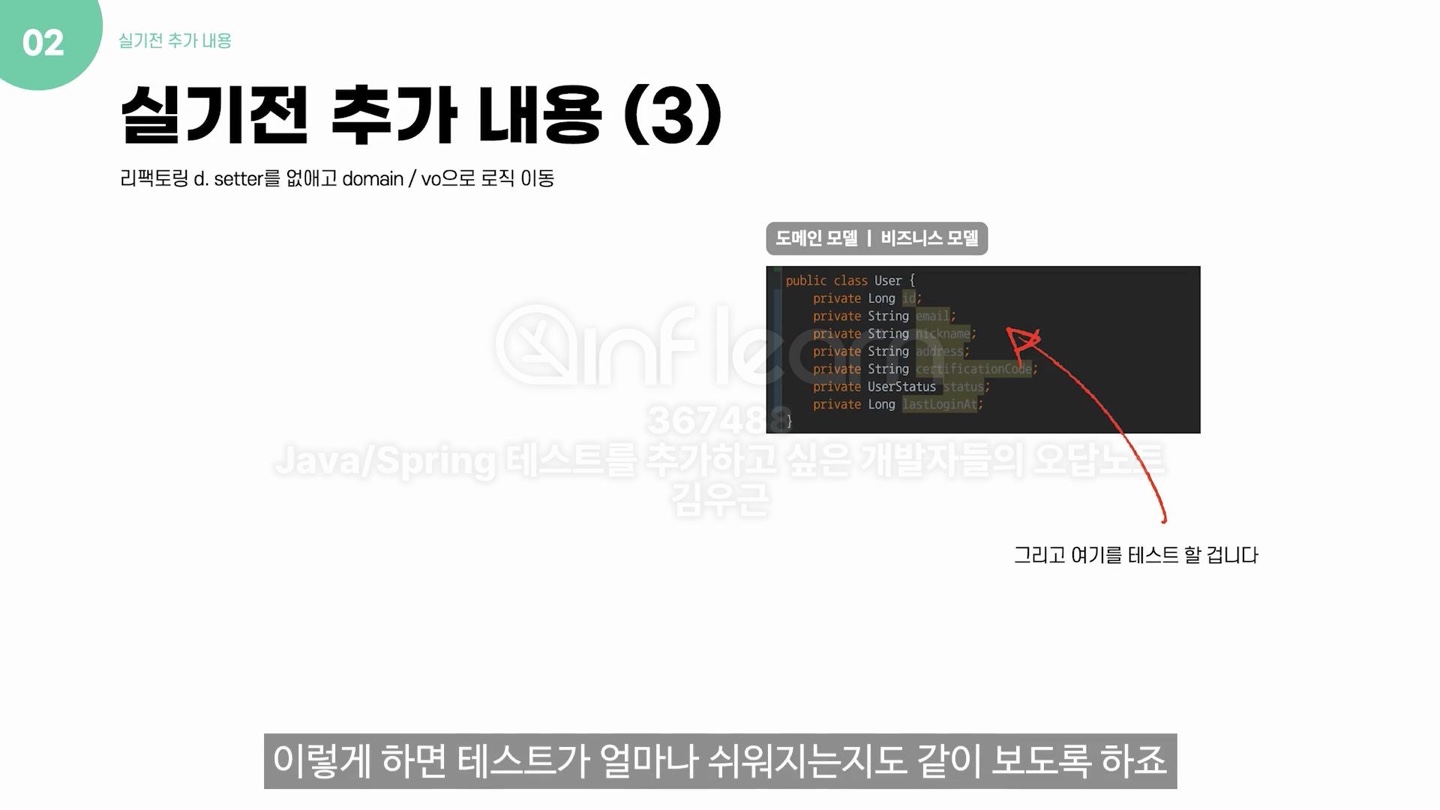 02
실기전 추가 내용
실기전 추가 내용 (3)
리팩토링 d. setter를 없애고 domain / vo으로 로직 이동
도메인 모델 | 비즈니스 모델
public class User {
private Long id;
private String email;
private String nickname;
private String address;
private String certificationCode;
private UserStatus status;
private Long lastLoginAt;
}
inflearn
367488
Java/Spring 테스트를 추가하고 싶은 개발자들의 오답노트
김우근
그리고 여기를 테스트 할 겁니다
이렇게 하면 테스트가 얼마나 쉬워지는지도 같이 보도록 하죠